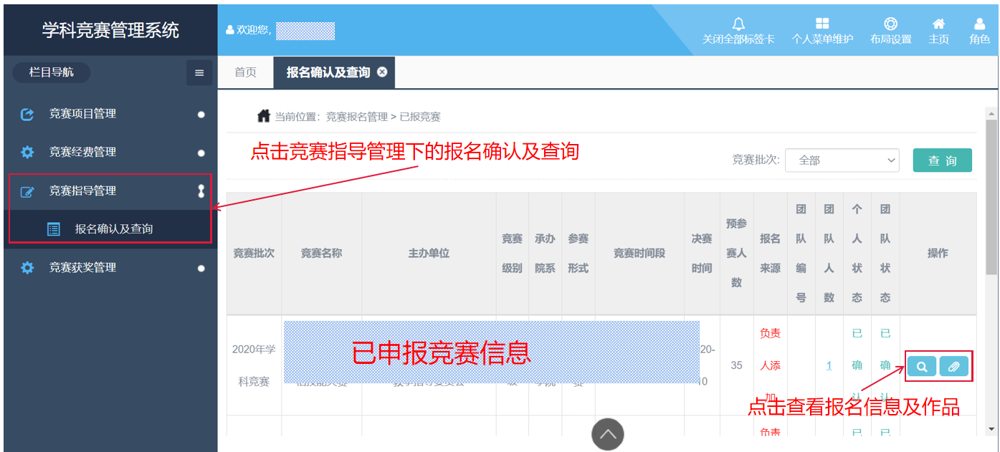 学科竞赛管理系统
欢迎您,
关闭全部标签卡
个人菜单维护
布局设置
主页
角色
栏目导航
首页
报名确认及查询
竞赛项目管理
竞赛经费管理
竞赛指导管理
报名确认及查询
竞赛获奖管理
当前位置：竞赛报名管理 > 已报竞赛
点击竞赛指导管理下的报名确认及查询
竞赛批次:
全部
查 询
竞赛批次
竞赛名称
主办单位
竞赛
级别
承办
院系
参赛
形式
竞赛时间段
决赛
时间
预参
赛人
数
报名
来源
团
队
编
号
团
队
人
数
个
人
状
态
团
队
状
态
操作
2020年学
科竞赛
已申报竞赛信息
20-
10
35
负责
人添
加
1
已
确
认
已
确
认
点击查看报名信息及作品
负责
已
已